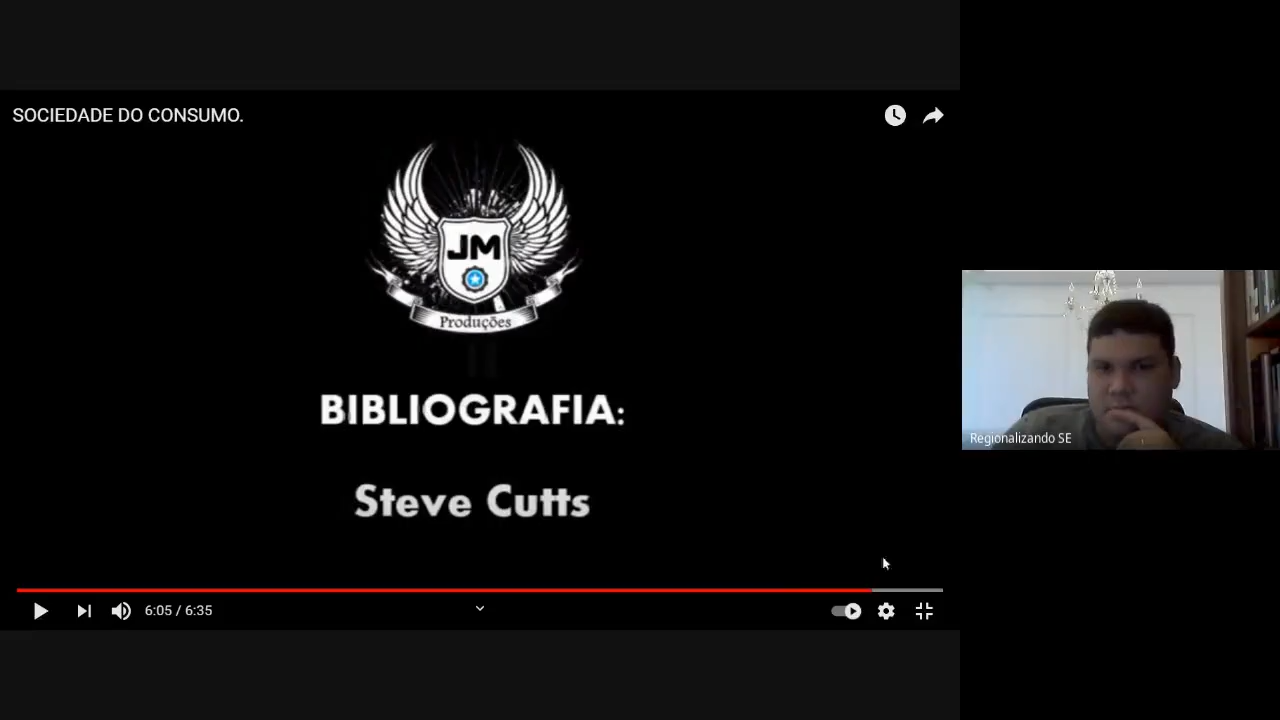 SOCIEDADE DO CONSUMO.
JM
Produções
BIBLIOGRAFIA:
Steve Cutts
Regionalizando SE
6:05 / 6:35